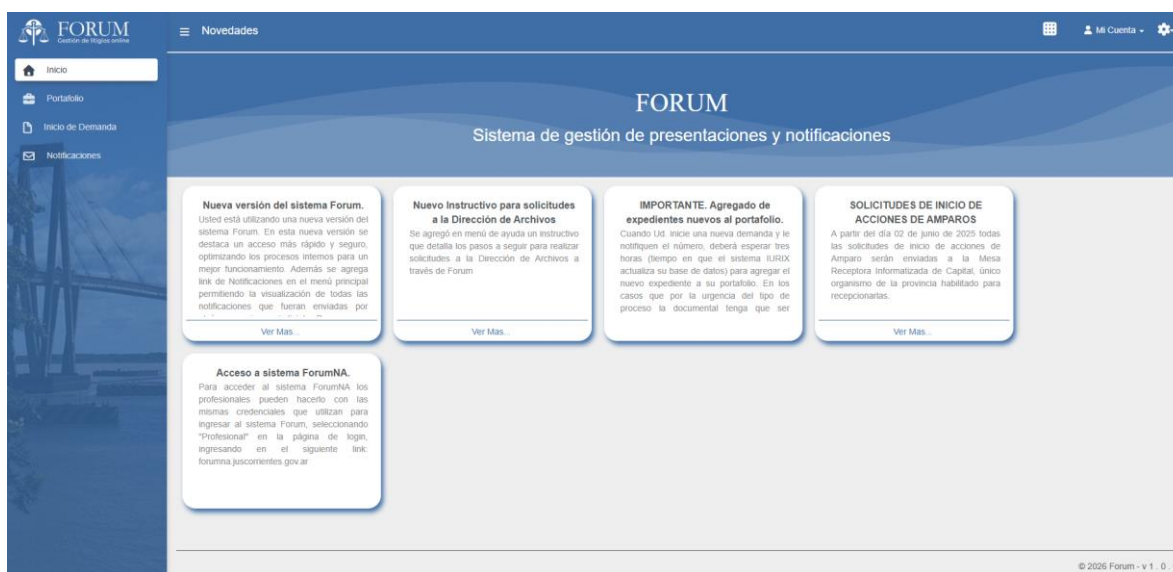 FORUM
Gestión de litigios online
Novedades
Mi Cuenta
Inicio
Portafolio
Inicio de Demanda
Notificaciones
FORUM
Sistema de gestión de presentaciones y notificaciones
Nueva versión del sistema Forum.
Usted está utilizando una nueva versión del
sistema Forum. En esta nueva versión se
destaca un acceso más rápido y seguro,
optimizando los procesos internos para un
mejor funcionamiento. Además se agrega
link de Notificaciones en el menú principal
permitiendo la visualización de todas las
notificaciones que fueran enviadas por
Ver Mas...
Nuevo Instructivo para solicitudes
a la Dirección de Archivos
Se agregó en menú de ayuda un instructivo
que detalla los pasos a seguir para realizar
solicitudes a la Dirección de Archivos a
través de Forum
Ver Mas...
IMPORTANTE. Agregado de
expedientes nuevos al portafolio.
Cuando Ud. inicie una nueva demanda y le
notifiquen el número, deberá esperar tres
horas (tiempo en que el sistema IURIX
actualiza su base de datos) para agregar el
nuevo expediente a su portafolio. En los
casos que por la urgencia del tipo de
proceso la documental tenga que ser
SOLICITUDES DE INICIO DE
ACCIONES DE AMPAROS
A partir del día 02 de junio de 2025 todas
las solicitudes de inicio de acciones de
Amparo serán enviadas a la Mesa
Receptora Informatizada de Capital, único
organismo de la provincia habilitado para
recepcionarlas.
Ver Mas...
Acceso a sistema ForumNA.
Para acceder al sistema ForumNA los
profesionales pueden hacerlo con las
mismas credenciales que utilizan para
ingresar al sistema Forum, seleccionando
"Profesional" en la página de login,
ingresando en el siguiente link:
forumna.juscorrientes.gov.ar
© 2026 Forum - v 1 . 0 .